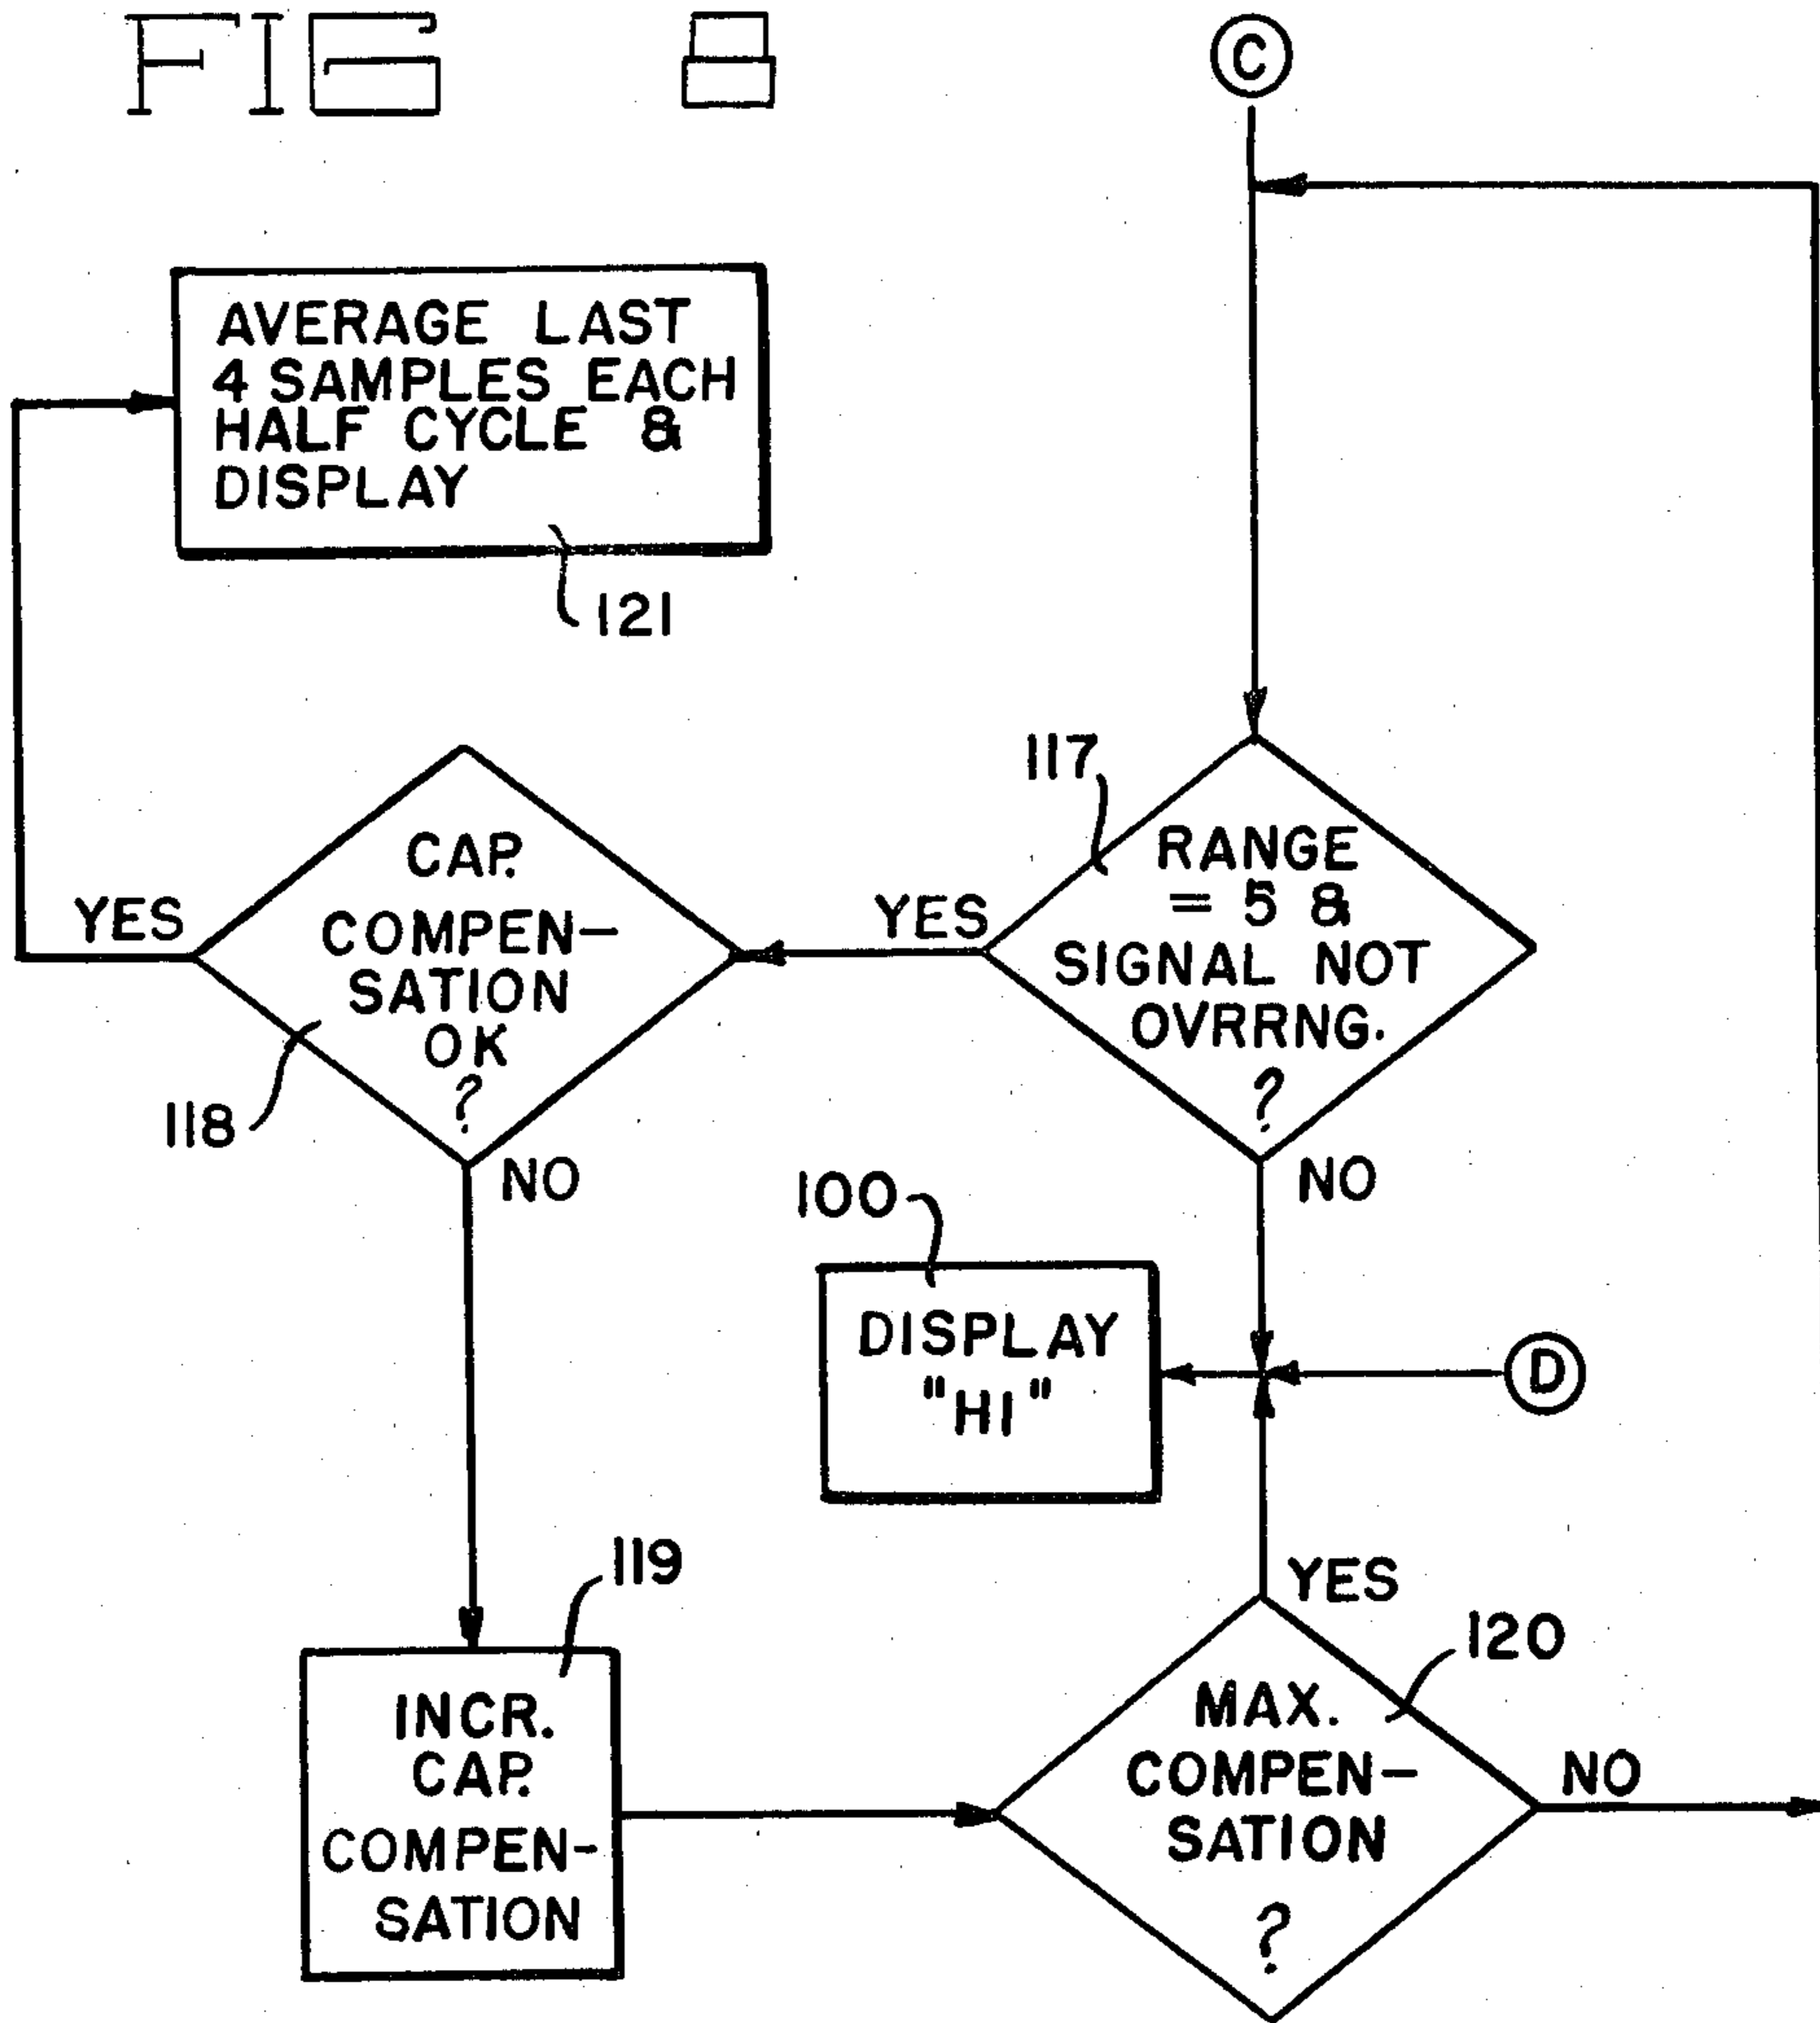 FIG 8
C
AVERAGE LAST
4 SAMPLES EACH
HALF CYCLE &
DISPLAY
121
117
RANGE
= 5 &
SIGNAL NOT
OVRRNG.
?
YES
NO
CAP.
COMPEN-
SATION
OK
?
118
YES
NO
100
DISPLAY
"HI"
D
119
INCR.
CAP.
COMPEN-
SATION
YES
120
MAX.
COMPEN-
SATION
?
NO